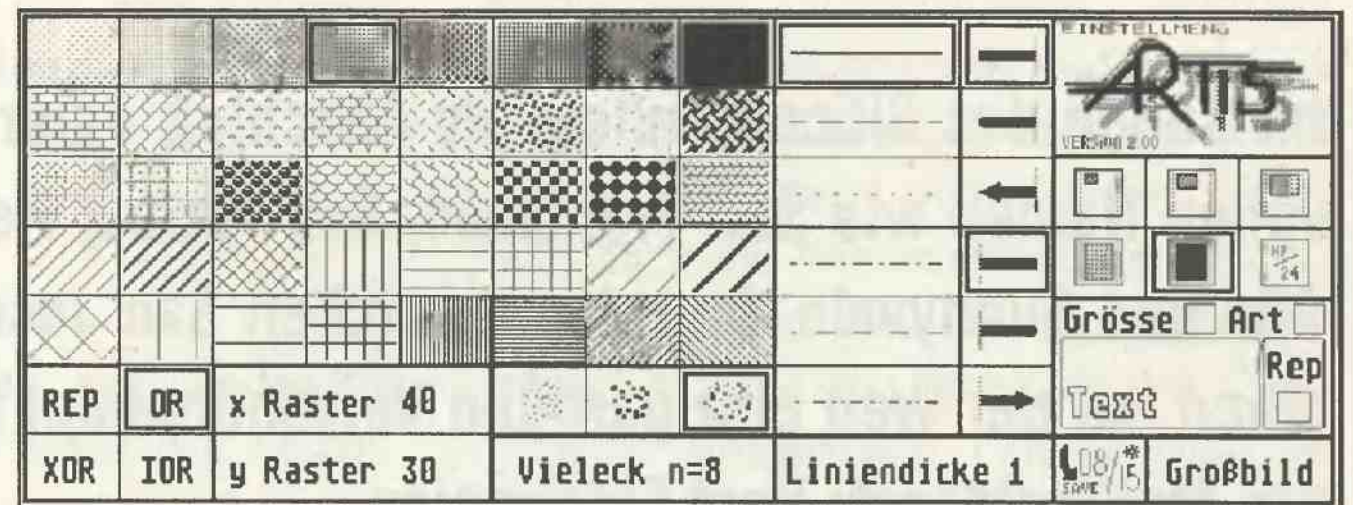 EINSTELLMENG
ARTIS
VERSION 2.00
Grösse Art
Rep
Text
REP OR x Raster 40
XOR IOR y Raster 30 Vieleck n=8 Liniendicke 1 08/15 Großbild
SAVE